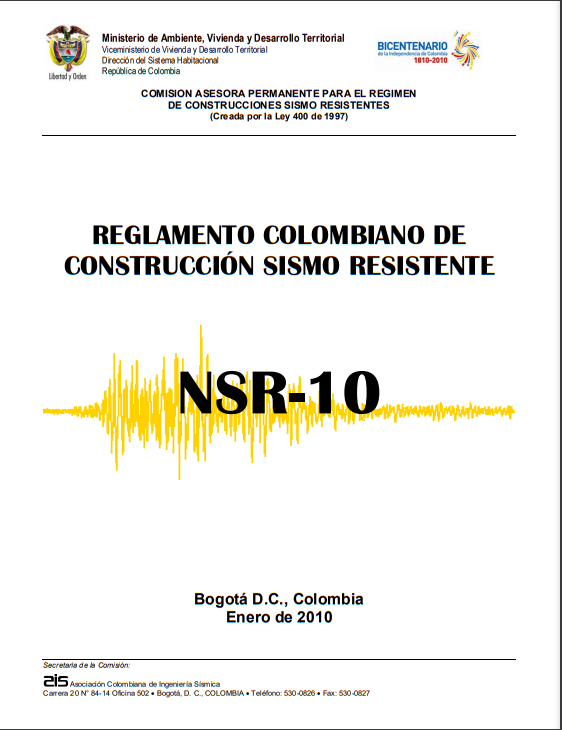 Libertad y Orden
Ministerio de Ambiente, Vivienda y Desarrollo Territorial
Viceministerio de Vivienda y Desarrollo Territorial
Dirección del Sistema Habitacional
República de Colombia
BICENTENARIO
de la Independencia de Colombia
1810-2010
COMISION ASESORA PERMANENTE PARA EL REGIMEN
DE CONSTRUCCIONES SISMO RESISTENTES
(Creada por la Ley 400 de 1997)
REGLAMENTO COLOMBIANO DE
CONSTRUCCIÓN SISMO RESISTENTE
NSR-10
Bogotá D.C., Colombia
Enero de 2010
Secretaría de la Comisión:
ais Asociación Colombiana de Ingeniería Sísmica
Carrera 20 N° 84-14 Oficina 502 • Bogotá, D. C., COLOMBIA • Teléfono: 530-0826 • Fax: 530-0827